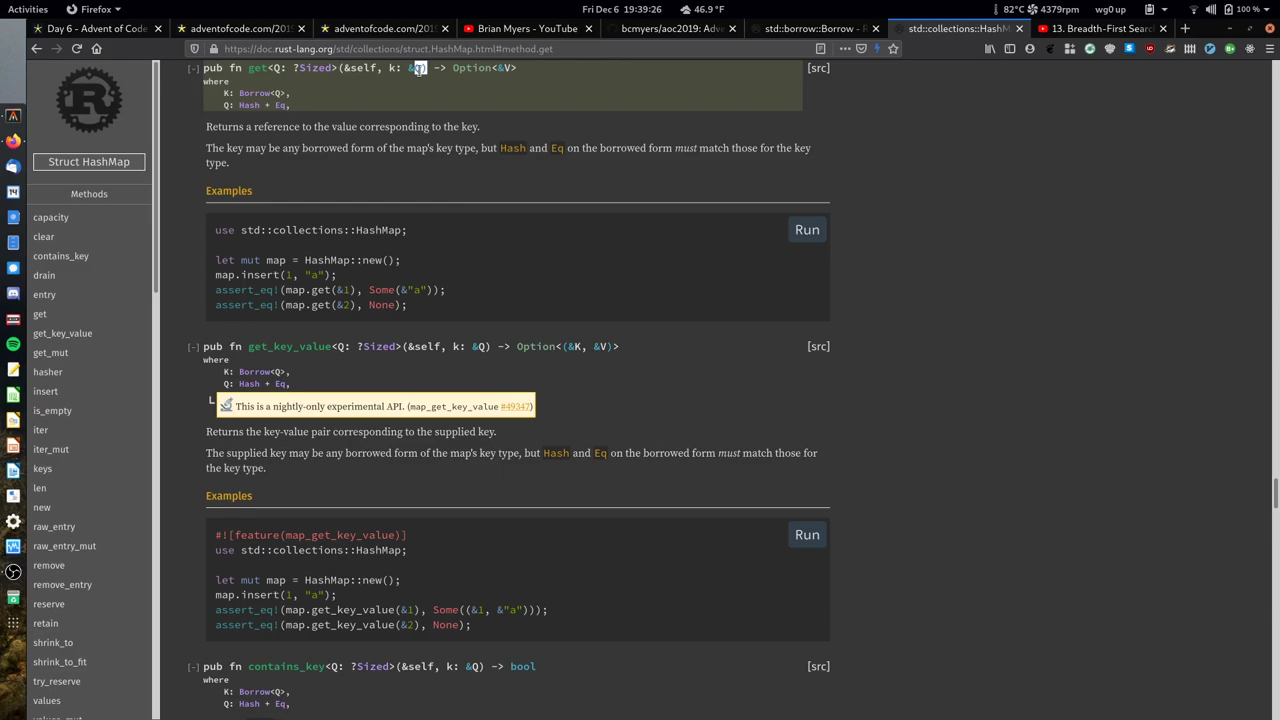 Activities
Firefox
Fri Dec 6 19:39:26
46.9 °F
62°C
4379rpm
wg0 up
100 %
Day 6 - Advent of Code
adventofcode.com/2019
adventofcode.com/2019
Brian Myers - YouTube
bcmyers/aoc2019: Adv
std::borrow::Borrow - R
std::collections::HashM
13. Breadth-First Search
https://doc.rust-lang.org/std/collections/struct.HashMap.html#method.get
Struct HashMap
Methods
capacity
clear
contains_key
drain
entry
get
get_key_value
get_mut
hasher
insert
is_empty
iter
iter_mut
keys
len
new
raw_entry
raw_entry_mut
remove
remove_entry
reserve
retain
shrink_to
shrink_to_fit
try_reserve
values
[-] pub fn get<Q: ?Sized>(&self, k: &Q) -> Option<&V> [src]
where
K: Borrow<Q>,
Q: Hash + Eq,
Returns a reference to the value corresponding to the key.
The key may be any borrowed form of the map's key type, but Hash and Eq on the borrowed form must match those for the key
type.
Examples
Run
use std::collections::HashMap;
let mut map = HashMap::new();
map.insert(1, "a");
assert_eq!(map.get(&1), Some(&"a"));
assert_eq!(map.get(&2), None);
[-] pub fn get_key_value<Q: ?Sized>(&self, k: &Q) -> Option<(&K, &V)> [src]
where
K: Borrow<Q>,
Q: Hash + Eq,
This is a nightly-only experimental API. (map_get_key_value #49347)
Returns the key-value pair corresponding to the supplied key.
The supplied key may be any borrowed form of the map's key type, but Hash and Eq on the borrowed form must match those for
the key type.
Examples
Run
#![feature(map_get_key_value)]
use std::collections::HashMap;
let mut map = HashMap::new();
map.insert(1, "a");
assert_eq!(map.get_key_value(&1), Some((&1, &"a")));
assert_eq!(map.get_key_value(&2), None);
[-] pub fn contains_key<Q: ?Sized>(&self, k: &Q) -> bool [src]
where
K: Borrow<Q>,
Q: Hash + Eq,